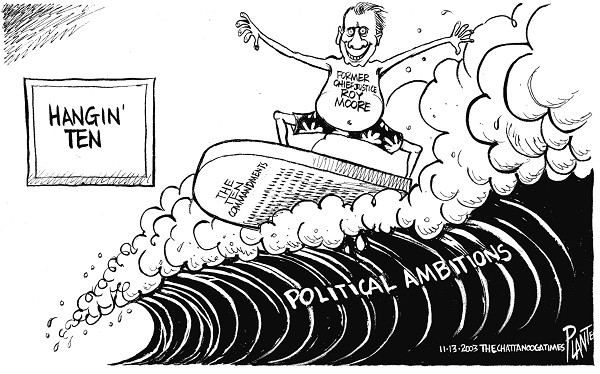 HANGIN'
TEN
FORMER
CHIEF JUSTICE
ROY
MOORE
THE
TEN
COMMANDMENTS
POLITICAL AMBITIONS
11-13-2003 THE CHATTANOOGA TIMES
PLANTE